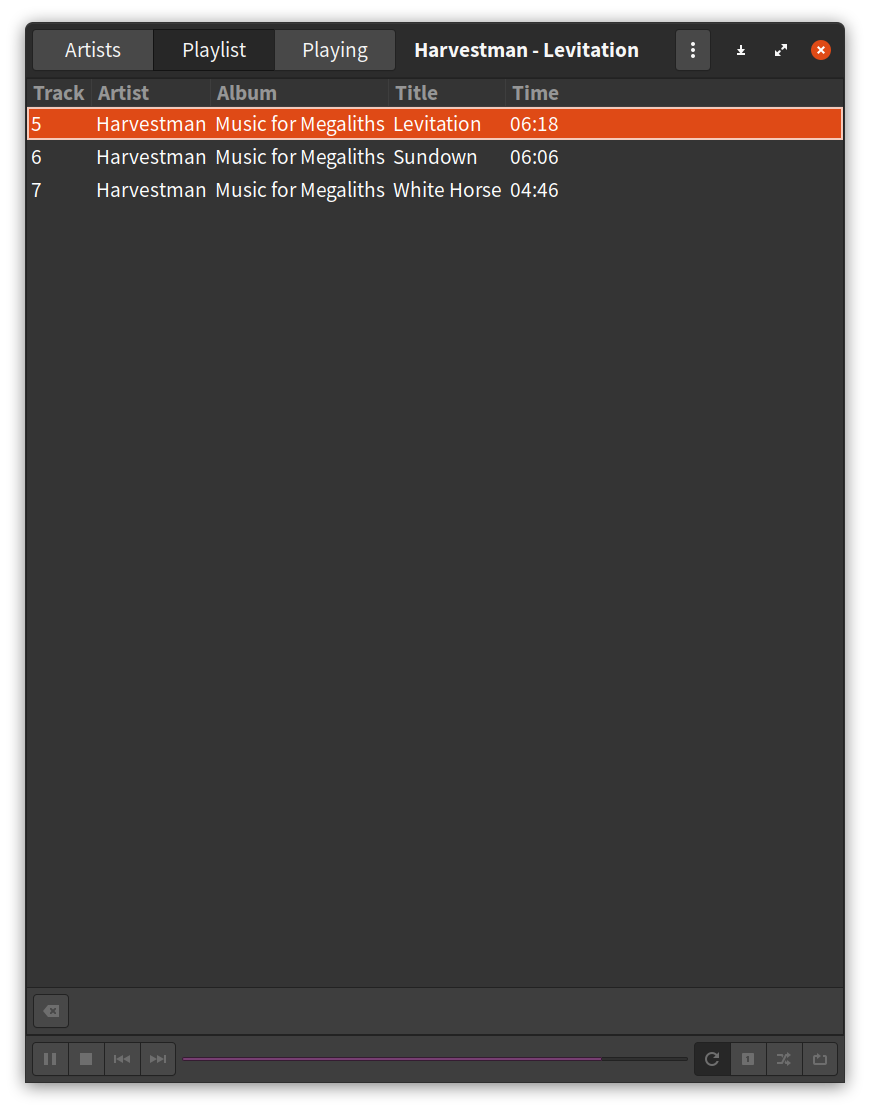 Artists Playlist Playing Harvestman - Levitation
Track Artist Album Title Time
5 Harvestman Music for Megaliths Levitation 06:18
6 Harvestman Music for Megaliths Sundown 06:06
7 Harvestman Music for Megaliths White Horse 04:46
1